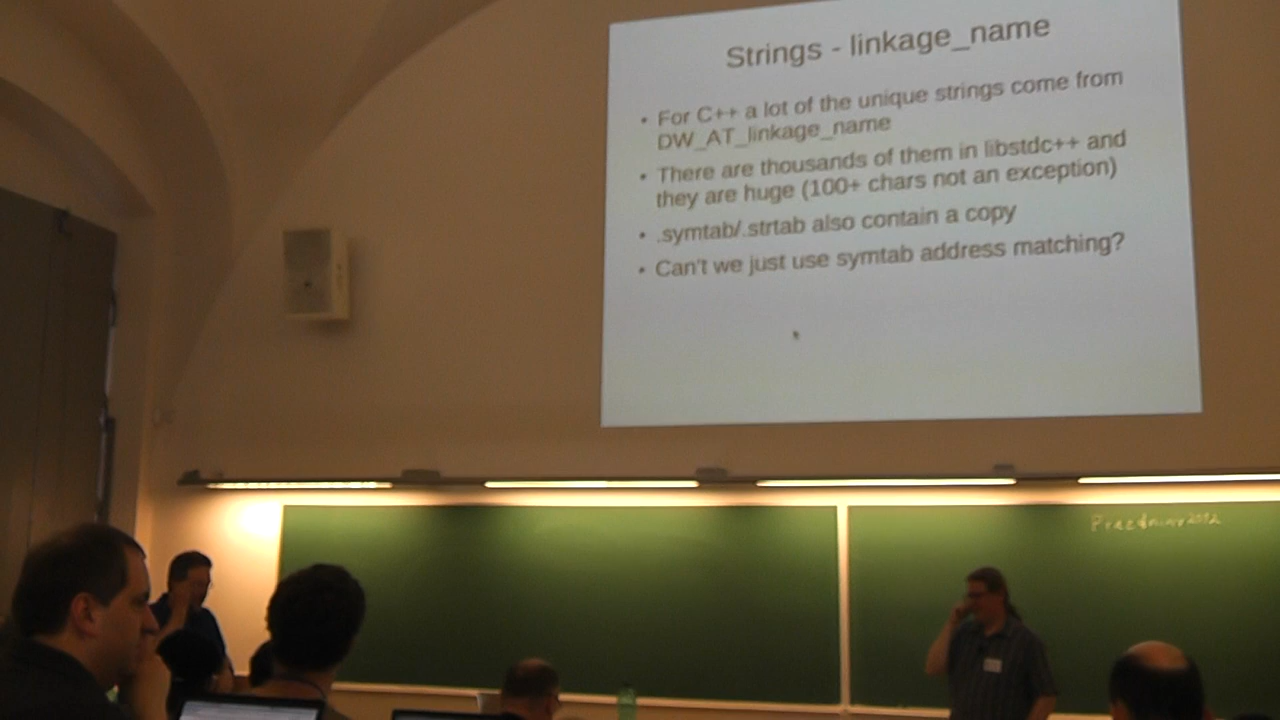 Strings - linkage_name
• For C++ a lot of the unique strings come from
DW_AT_linkage_name
• There are thousands of them in libstdc++ and
they are huge (100+ chars not an exception)
• .symtab/.strtab also contain a copy
• Can't we just use symtab address matching?